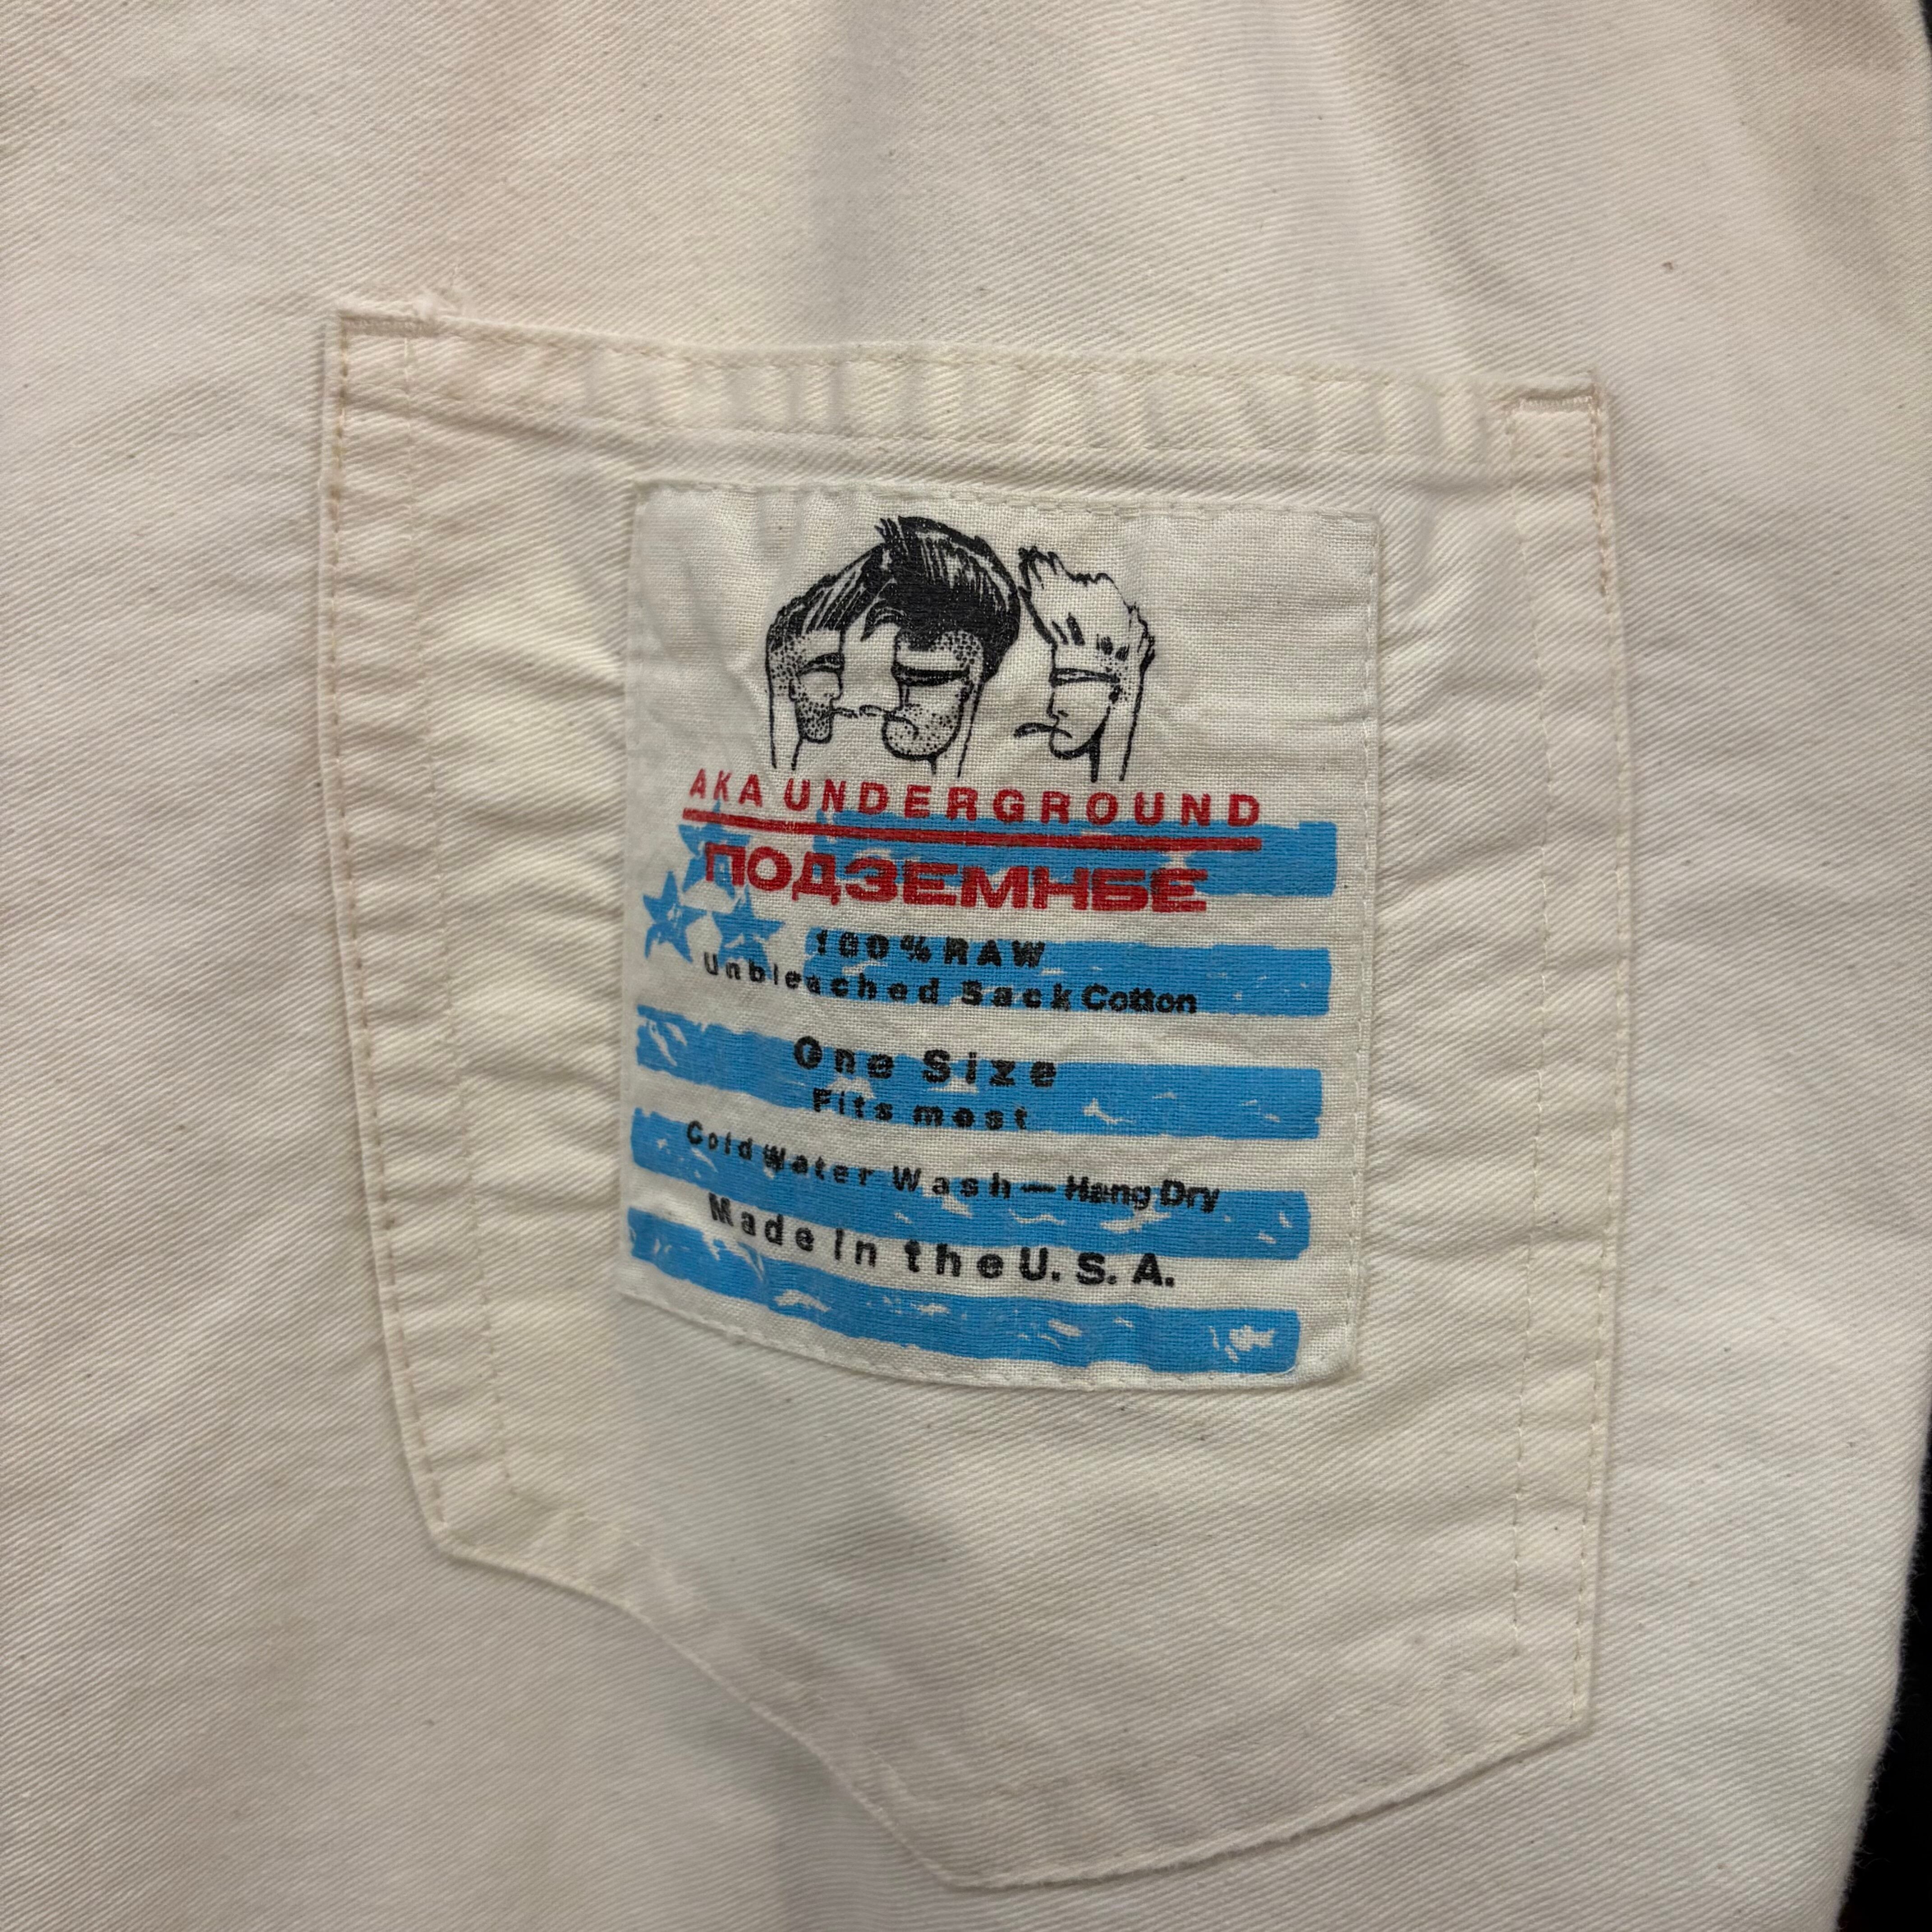 AKA UNDERGROUND
ПОДЗЕМНБЕ
100% RAW
Unbleached Sack Cotton
One Size
Fits most
Cold Water Wash — Hang Dry
Made in the U.S.A.